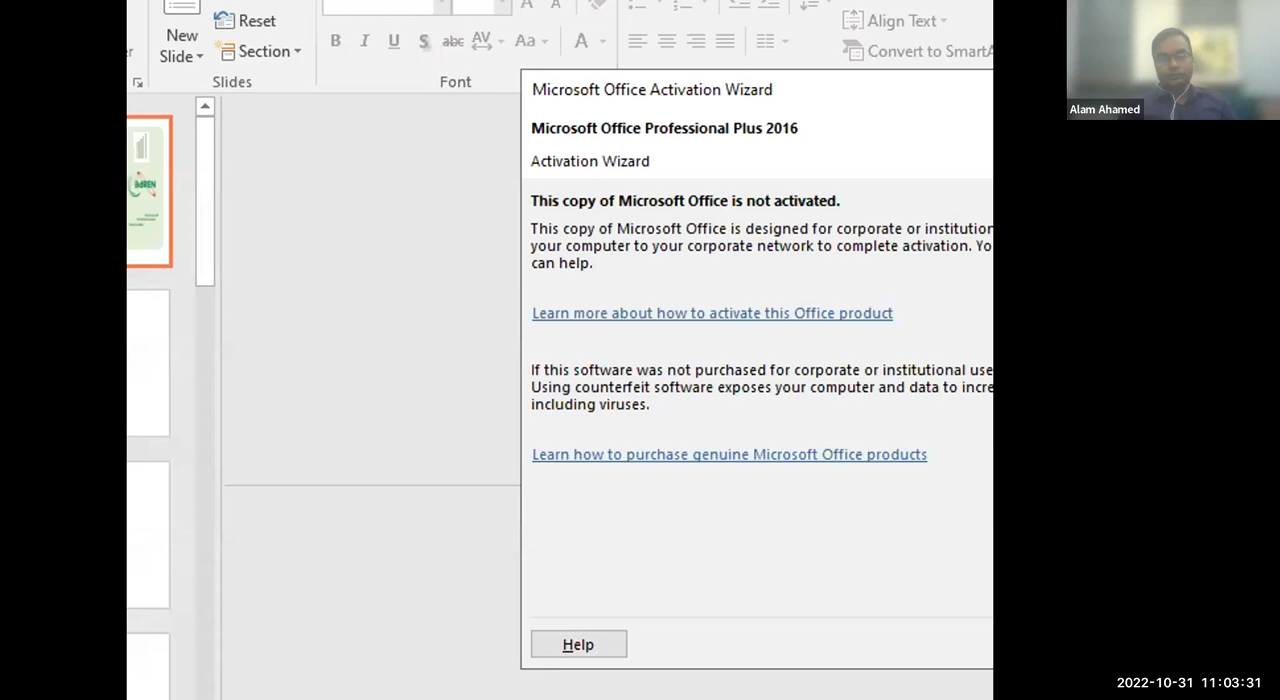 Reset
New
Slide
Section
Slides
B I U S abc AV Aa A
Font
Align Text
Convert to SmartA
BdREN
Microsoft Office Activation Wizard
Microsoft Office Professional Plus 2016
Activation Wizard
This copy of Microsoft Office is not activated.
This copy of Microsoft Office is designed for corporate or institution
your computer to your corporate network to complete activation. Yo
can help.
Learn more about how to activate this Office product
If this software was not purchased for corporate or institutional use
Using counterfeit software exposes your computer and data to incre
including viruses.
Learn how to purchase genuine Microsoft Office products
Help
Alam Ahamed
2022-10-31 11:03:31